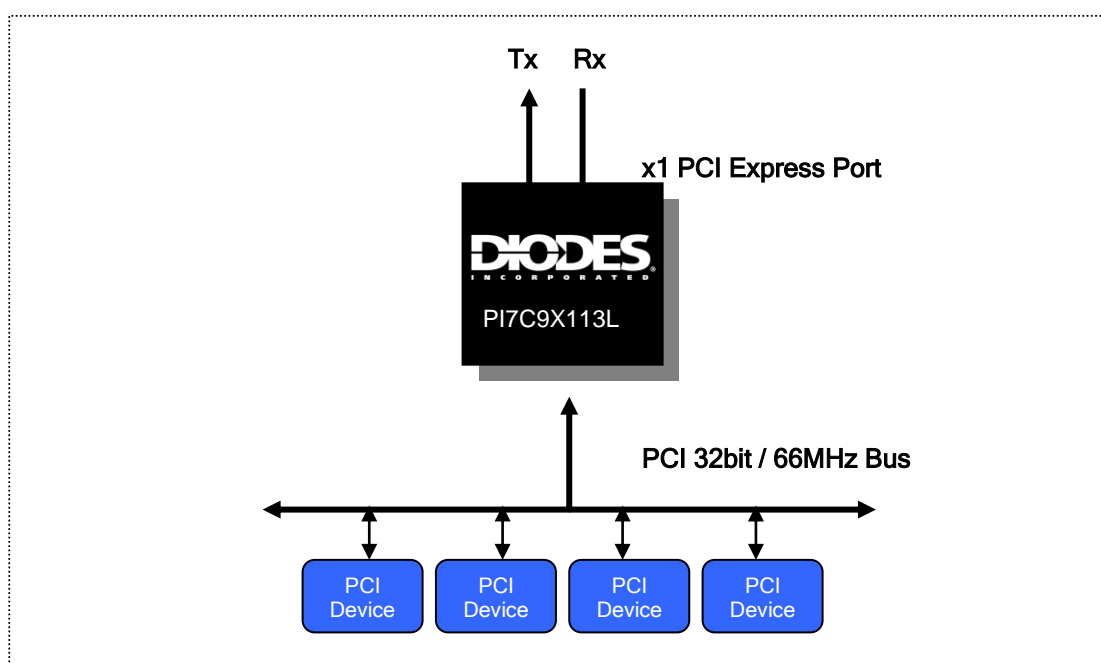 Tx Rx
x1 PCI Express Port
DIODES®
INCORPORATED
PI7C9X113L
PCI 32bit / 66MHz Bus
PCI
Device
PCI
Device
PCI
Device
PCI
Device